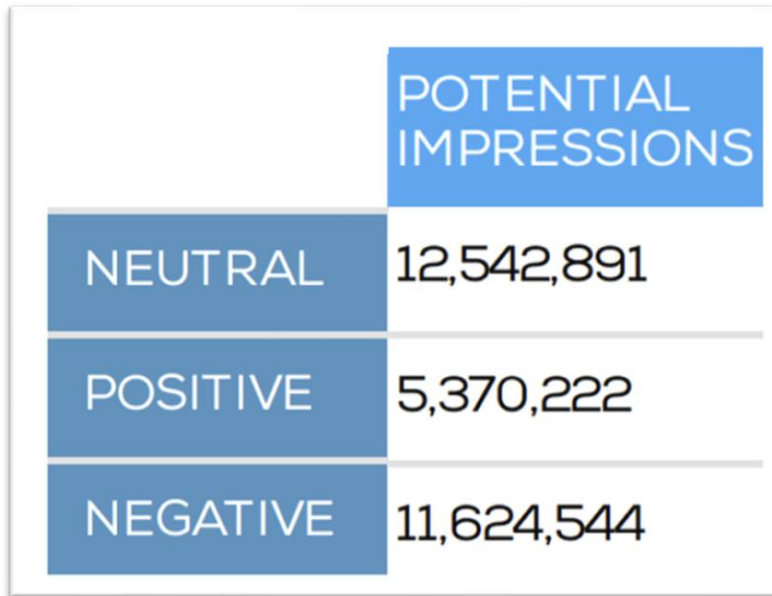 POTENTIAL
IMPRESSIONS
NEUTRAL 12,542,891
POSITIVE 5,370,222
NEGATIVE 11,624,544